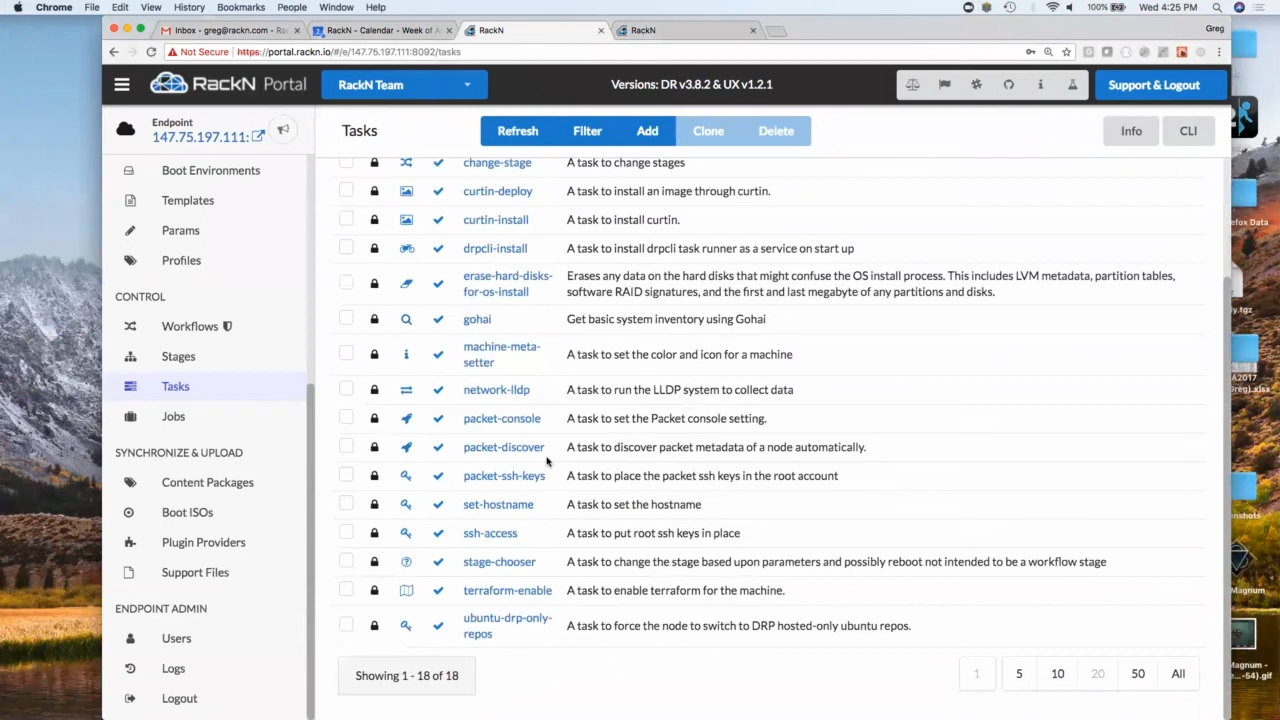 Chrome File Edit View History Bookmarks People Window Help
100% Wed 4:25 PM
Inbox - greg@rackn.com - Ra
RackN - Calendar - Week of A
RackN
RackN
Greg
Not Secure https://portal.rackn.io/#/e/147.75.197.111:8092/tasks
RackN Portal
RackN Team
Versions: DR v3.8.2 & UX v1.2.1
Support & Logout
Endpoint
147.75.197.111:
Tasks
Refresh
Filter
Add
Clone
Delete
Info
CLI
Boot Environments
Templates
Params
Profiles
CONTROL
Workflows
Stages
Tasks
Jobs
SYNCHRONIZE & UPLOAD
Content Packages
Boot ISOs
Plugin Providers
Support Files
ENDPOINT ADMIN
Users
Logs
Logout
change-stage A task to change stages
curtin-deploy A task to install an image through curtin.
curtin-install A task to install curtin.
drpcli-install A task to install drpcli task runner as a service on start up
erase-hard-disks- Erases any data on the hard disks that might confuse the OS install process. This includes LVM metadata, partition tables,
for-os-install software RAID signatures, and the first and last megabyte of any partitions and disks.
gohai Get basic system inventory using Gohai
machine-meta-
setter A task to set the color and icon for a machine
network-lldp A task to run the LLDP system to collect data
packet-console A task to set the Packet console setting.
packet-discover A task to discover packet metadata of a node automatically.
packet-ssh-keys A task to place the packet ssh keys in the root account
set-hostname A task to set the hostname
ssh-access A task to put root ssh keys in place
stage-chooser A task to change the stage based upon parameters and possibly reboot not intended to be a workflow stage
terraform-enable A task to enable terraform for the machine.
ubuntu-drp-only-
repos A task to force the node to switch to DRP hosted-only ubuntu repos.
Showing 1 - 18 of 18
1 5 10 20 50 All
efox Data
y.tgz
A2017
reg).xlsx
nshots
Magnum
Magnum -
e...-54).gif